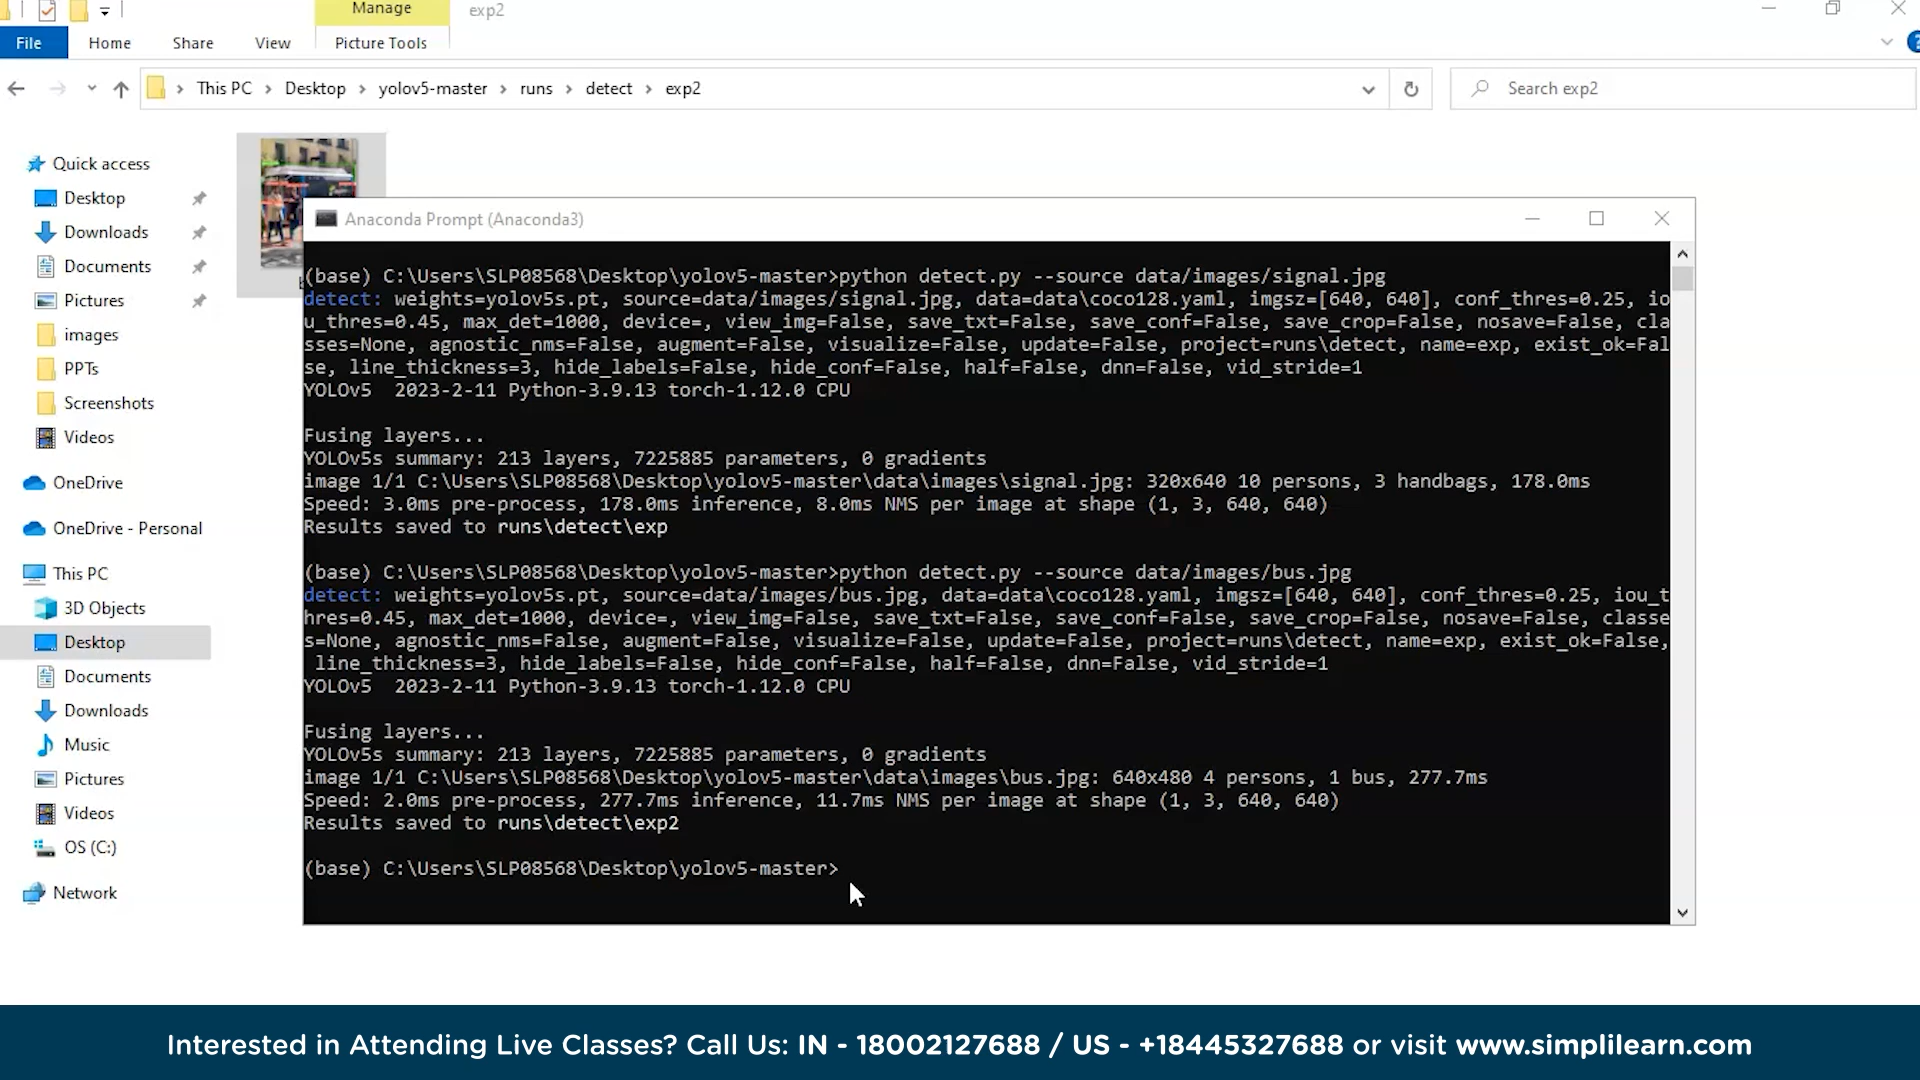 Manage
exp2
File
Home
Share
View
Picture Tools
This PC > Desktop > yolov5-master > runs > detect > exp2
Search exp2
Quick access
Desktop
Downloads
Documents
Pictures
images
PPTs
Screenshots
Videos
OneDrive
OneDrive - Personal
This PC
3D Objects
Desktop
Documents
Downloads
Music
Pictures
Videos
OS (C:)
Network
Anaconda Prompt (Anaconda3)
(base) C:\Users\SLP08568\Desktop\yolov5-master>python detect.py --source data/images/signal.jpg
detect: weights=yolov5s.pt, source=data/images/signal.jpg, data=data\coco128.yaml, imgsz=[640, 640], conf_thres=0.25, io
u_thres=0.45, max_det=1000, device=, view_img=False, save_txt=False, save_conf=False, save_crop=False, nosave=False, cla
sses=None, agnostic_nms=False, augment=False, visualize=False, update=False, project=runs\detect, name=exp, exist_ok=Fal
se, line_thickness=3, hide_labels=False, hide_conf=False, half=False, dnn=False, vid_stride=1
YOLOv5  2023-2-11 Python-3.9.13 torch-1.12.0 CPU
Fusing layers...
YOLOv5s summary: 213 layers, 7225885 parameters, 0 gradients
image 1/1 C:\Users\SLP08568\Desktop\yolov5-master\data\images\signal.jpg: 320x640 10 persons, 3 handbags, 178.0ms
Speed: 3.0ms pre-process, 178.0ms inference, 8.0ms NMS per image at shape (1, 3, 640, 640)
Results saved to runs\detect\exp
(base) C:\Users\SLP08568\Desktop\yolov5-master>python detect.py --source data/images/bus.jpg
detect: weights=yolov5s.pt, source=data/images/bus.jpg, data=data\coco128.yaml, imgsz=[640, 640], conf_thres=0.25, iou_t
hres=0.45, max_det=1000, device=, view_img=False, save_txt=False, save_conf=False, save_crop=False, nosave=False, classe
s=None, agnostic_nms=False, augment=False, visualize=False, update=False, project=runs\detect, name=exp, exist_ok=False,
line_thickness=3, hide_labels=False, hide_conf=False, half=False, dnn=False, vid_stride=1
YOLOv5  2023-2-11 Python-3.9.13 torch-1.12.0 CPU
Fusing layers...
YOLOv5s summary: 213 layers, 7225885 parameters, 0 gradients
image 1/1 C:\Users\SLP08568\Desktop\yolov5-master\data\images\bus.jpg: 640x480 4 persons, 1 bus, 277.7ms
Speed: 2.0ms pre-process, 277.7ms inference, 11.7ms NMS per image at shape (1, 3, 640, 640)
Results saved to runs\detect\exp2
(base) C:\Users\SLP08568\Desktop\yolov5-master>
Interested in Attending Live Classes? Call Us: IN - 18002127688 / US - +18445327688 or visit www.simplilearn.com